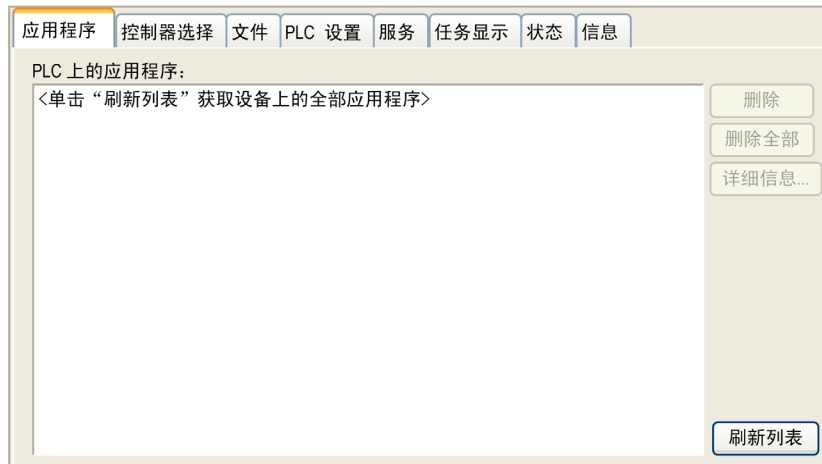 应用程序 控制器选择 文件 PLC 设置 服务 任务显示 状态 信息
PLC 上的应用程序：
<单击“刷新列表”获取设备上的全部应用程序>
删除
删除全部
详细信息...
刷新列表